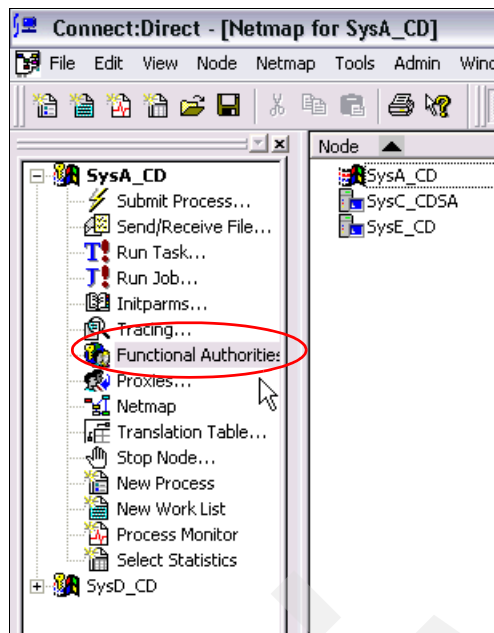 Connect:Direct - [Netmap for SysA_CD]
File Edit View Node Netmap Tools Admin
Node
SysA_CD
Submit Process...
Send/Receive File...
Run Task...
Run Job...
Initparms...
Tracing...
Functional Authorities
Proxies...
Netmap
Translation Table...
Stop Node...
New Process
New Work List
Process Monitor
Select Statistics
SysD_CD
SysA_CD
SysC_CDSA
SysE_CD